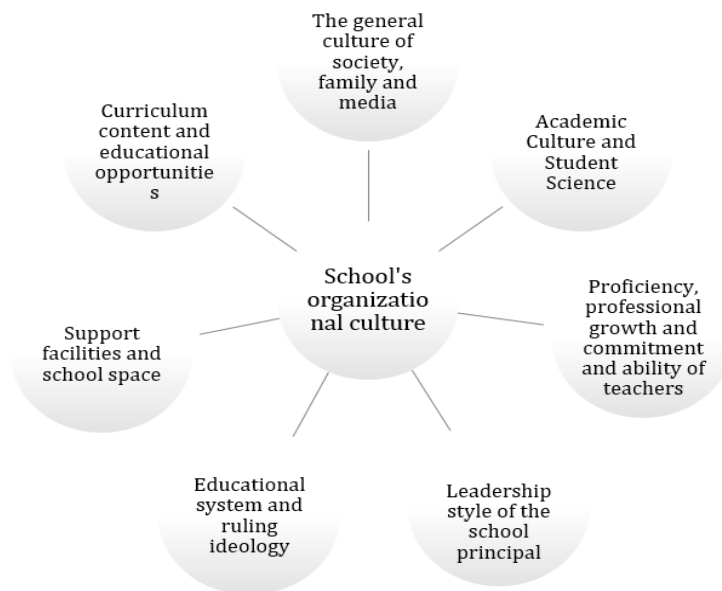 The general
culture of
society,
family and
media
Academic
Culture and
Student
Science
Proficiency,
professional
growth and
commitment
and ability of
teachers
Leadership
style of the
school
principal
Educational
system and
ruling
ideology
Support
facilities and
school space
Curriculum
content and
educational
opportunitie
s
School's
organizatio
nal culture